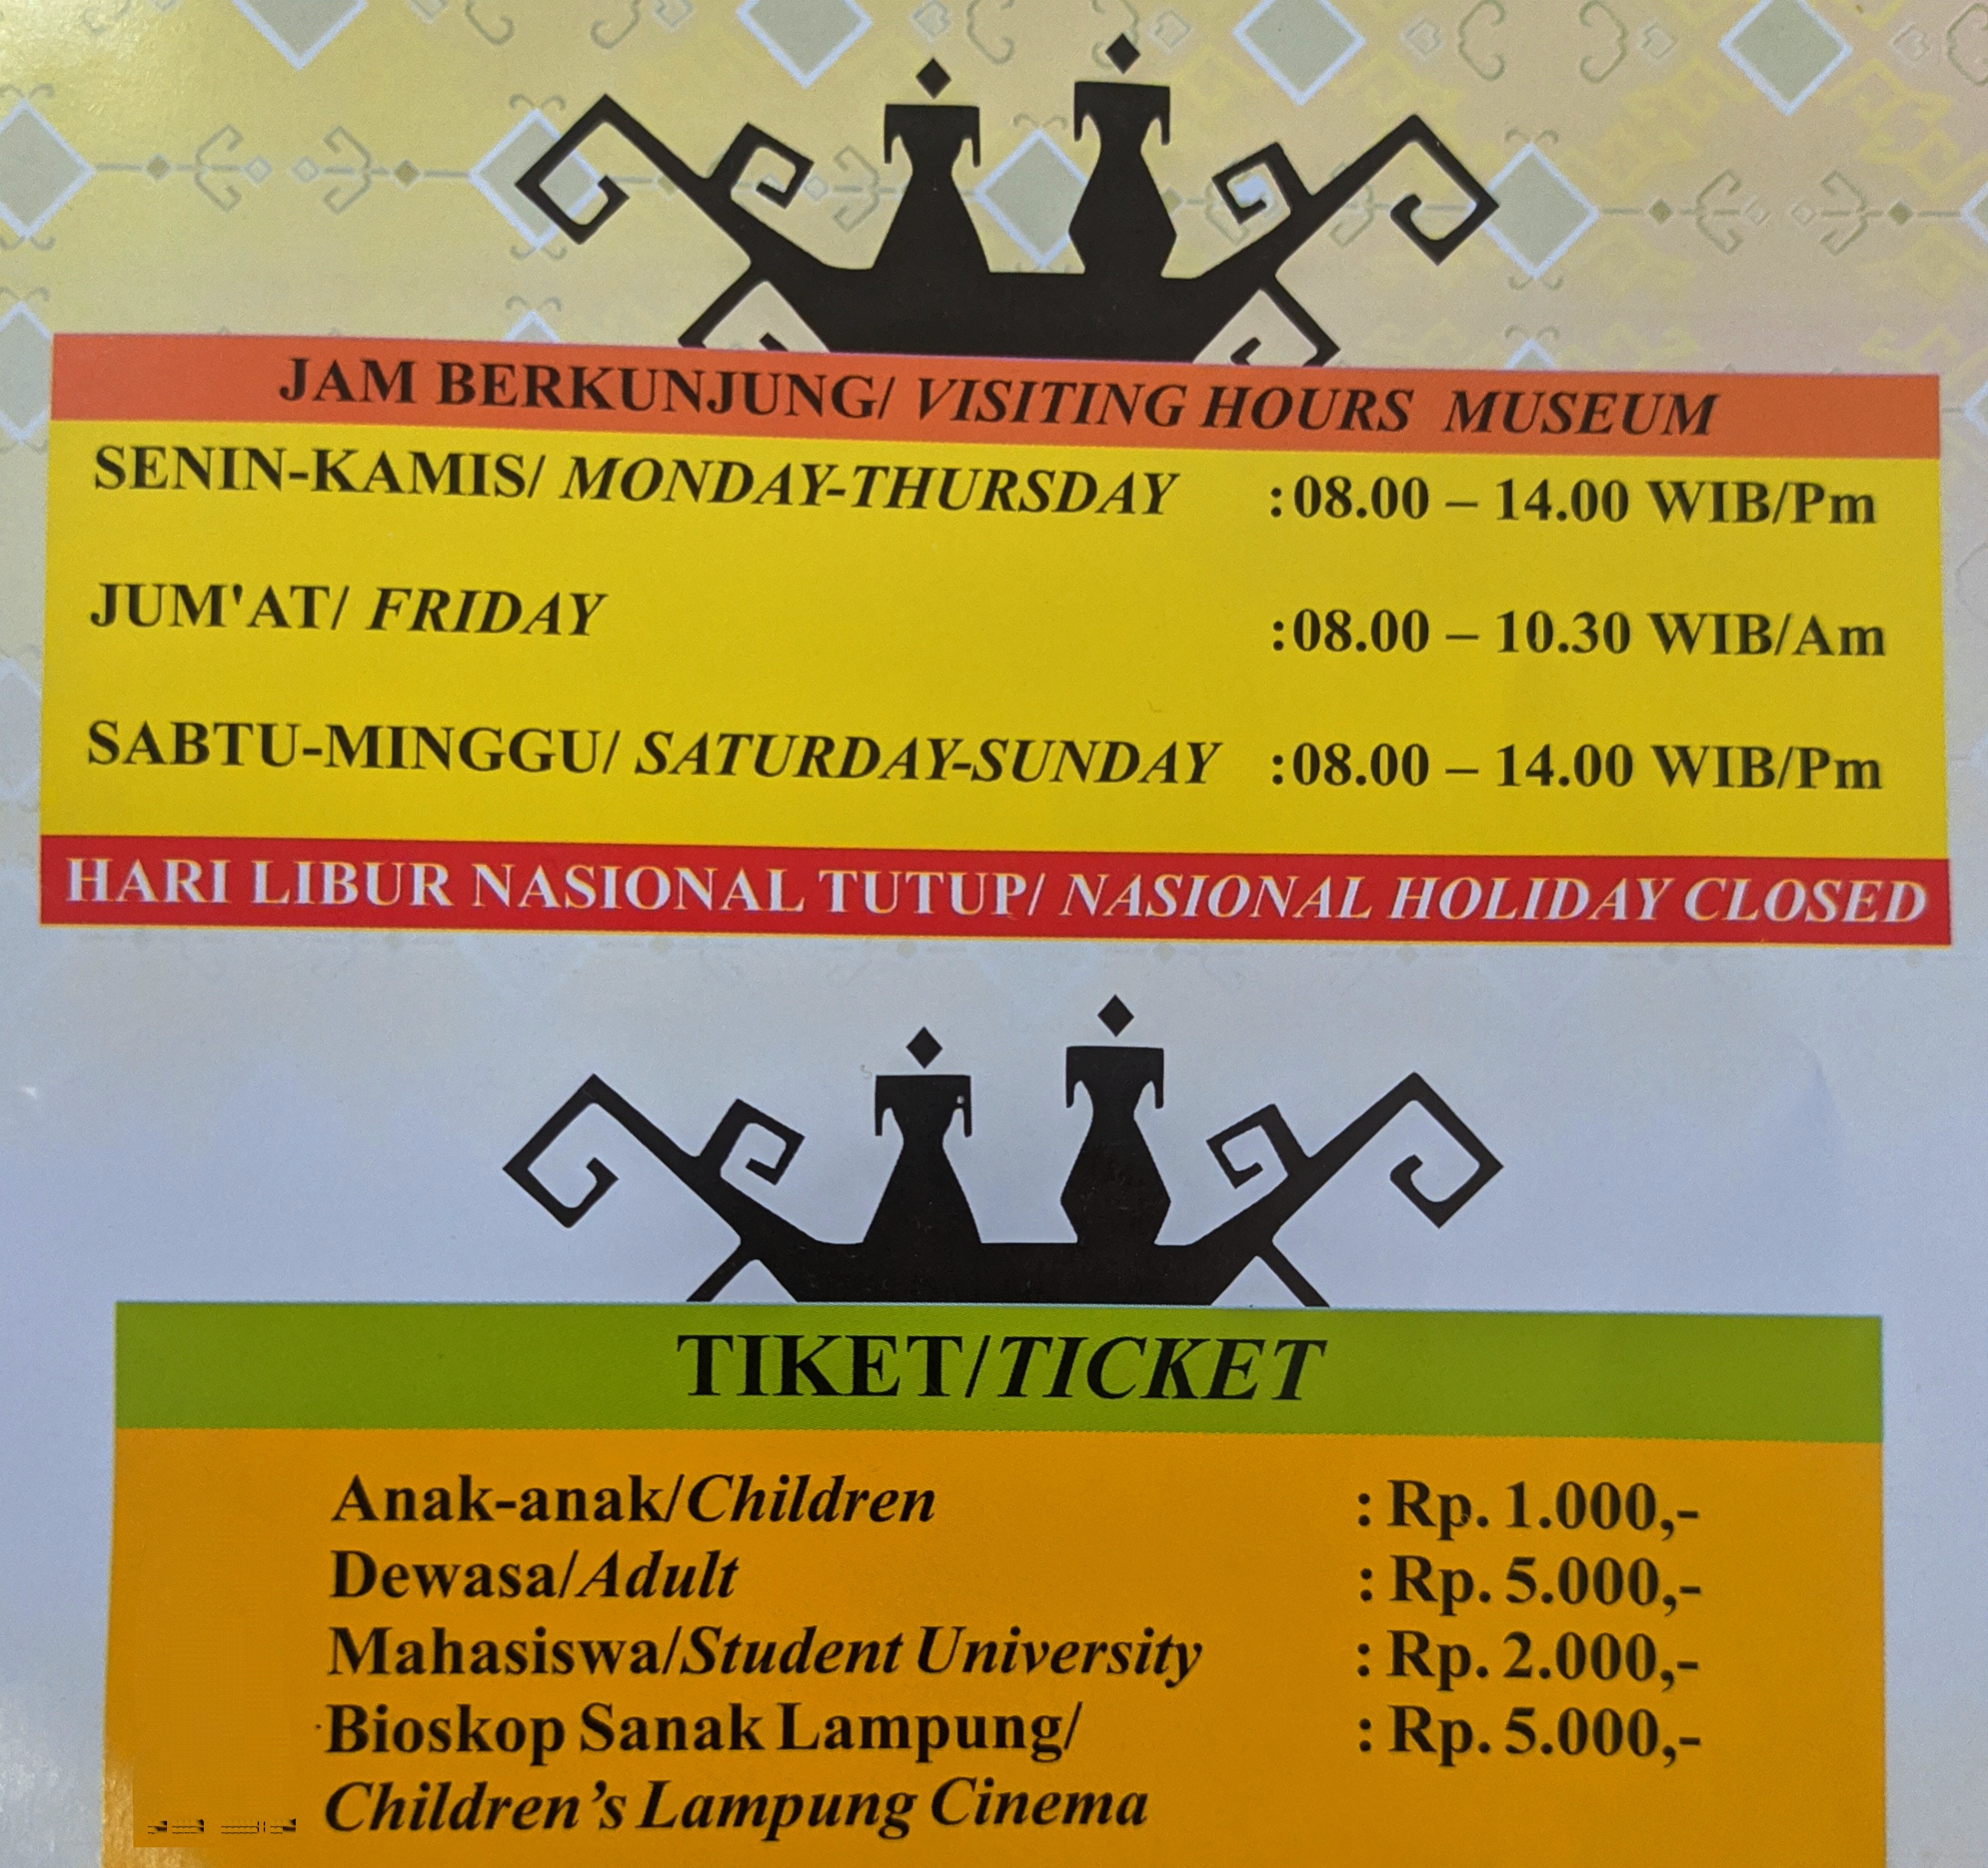 JAM BERKUNJUNG/ VISITING HOURS MUSEUM
SENIN-KAMIS/ MONDAY-THURSDAY :08.00 – 14.00 WIB/Pm
JUM'AT/ FRIDAY :08.00 – 10.30 WIB/Am
SABTU-MINGGU/ SATURDAY-SUNDAY :08.00 – 14.00 WIB/Pm
HARI LIBUR NASIONAL TUTUP/ NASIONAL HOLIDAY CLOSED
TIKET/TICKET
Anak-anak/Children : Rp. 1.000,-
Dewasa/Adult : Rp. 5.000,-
Mahasiswa/Student University : Rp. 2.000,-
Bioskop Sanak Lampung/ : Rp. 5.000,-
Children’s Lampung Cinema